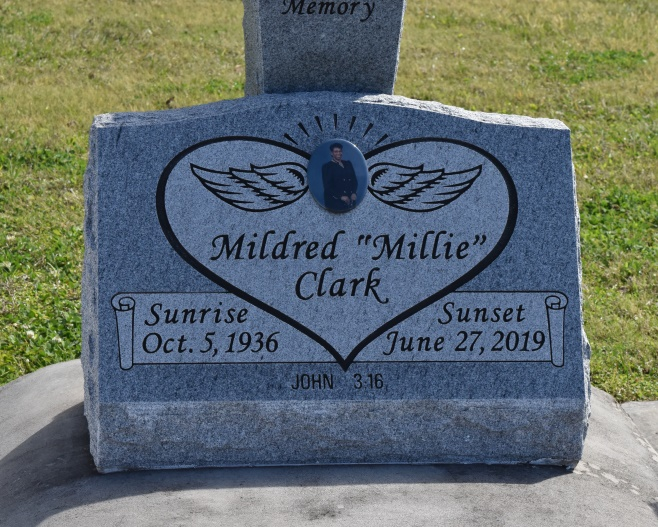 Memory
Mildred "Millie"
Clark
Sunrise
Oct. 5, 1936
Sunset
June 27, 2019
JOHN 3:16